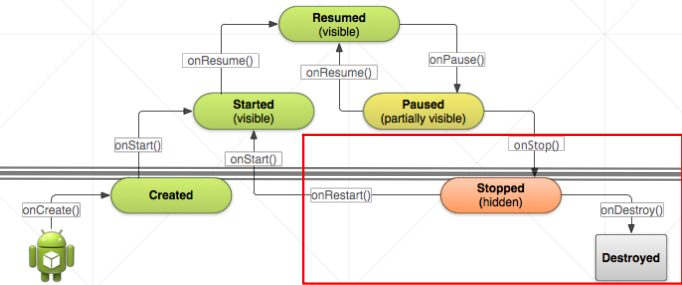 Resumed
(visible)
onResume()
onResume()
onPause()
Started
(visible)
Paused
(partially visible)
onStart()
onStart()
onStop()
Created
onRestart()
Stopped
(hidden)
onCreate()
onDestroy()
Destroyed